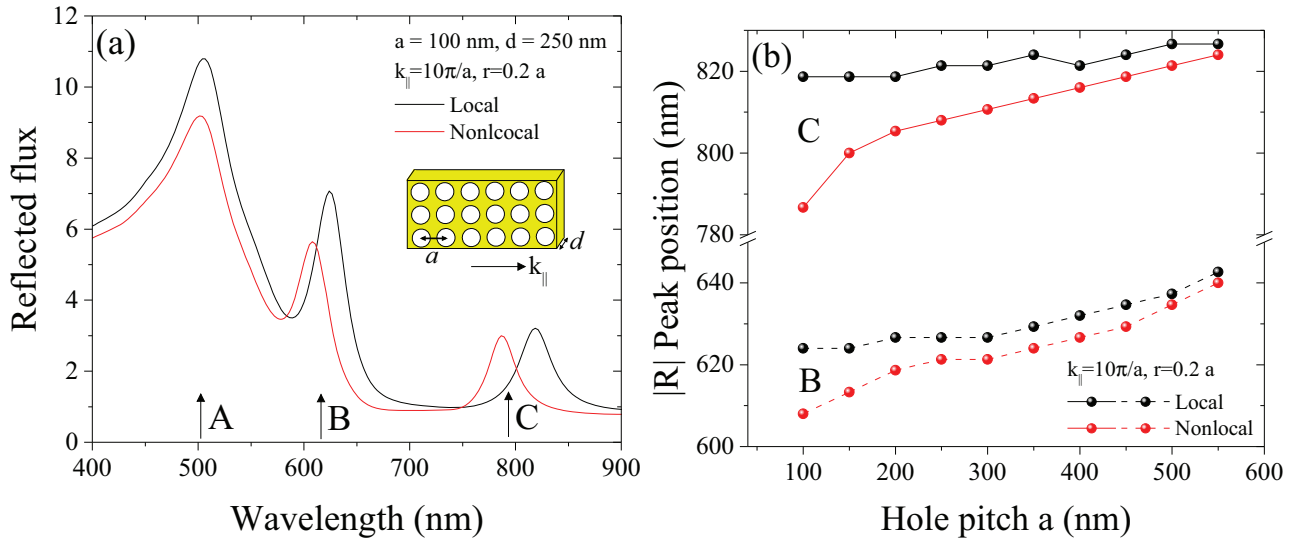 (a)
a = 100 nm, d = 250 nm
k||=10π/a, r=0.2 a
Local
Nonlcocal
a
d
k||
A
B
C
0
2
4
6
8
10
12
Reflected flux
400 500 600 700 800 900
Wavelength (nm)
(b)
C
B
k||=10π/a, r=0.2 a
Local
Nonlocal
820
800
780
640
620
600
|R| Peak position (nm)
100 200 300 400 500 600
Hole pitch a (nm)